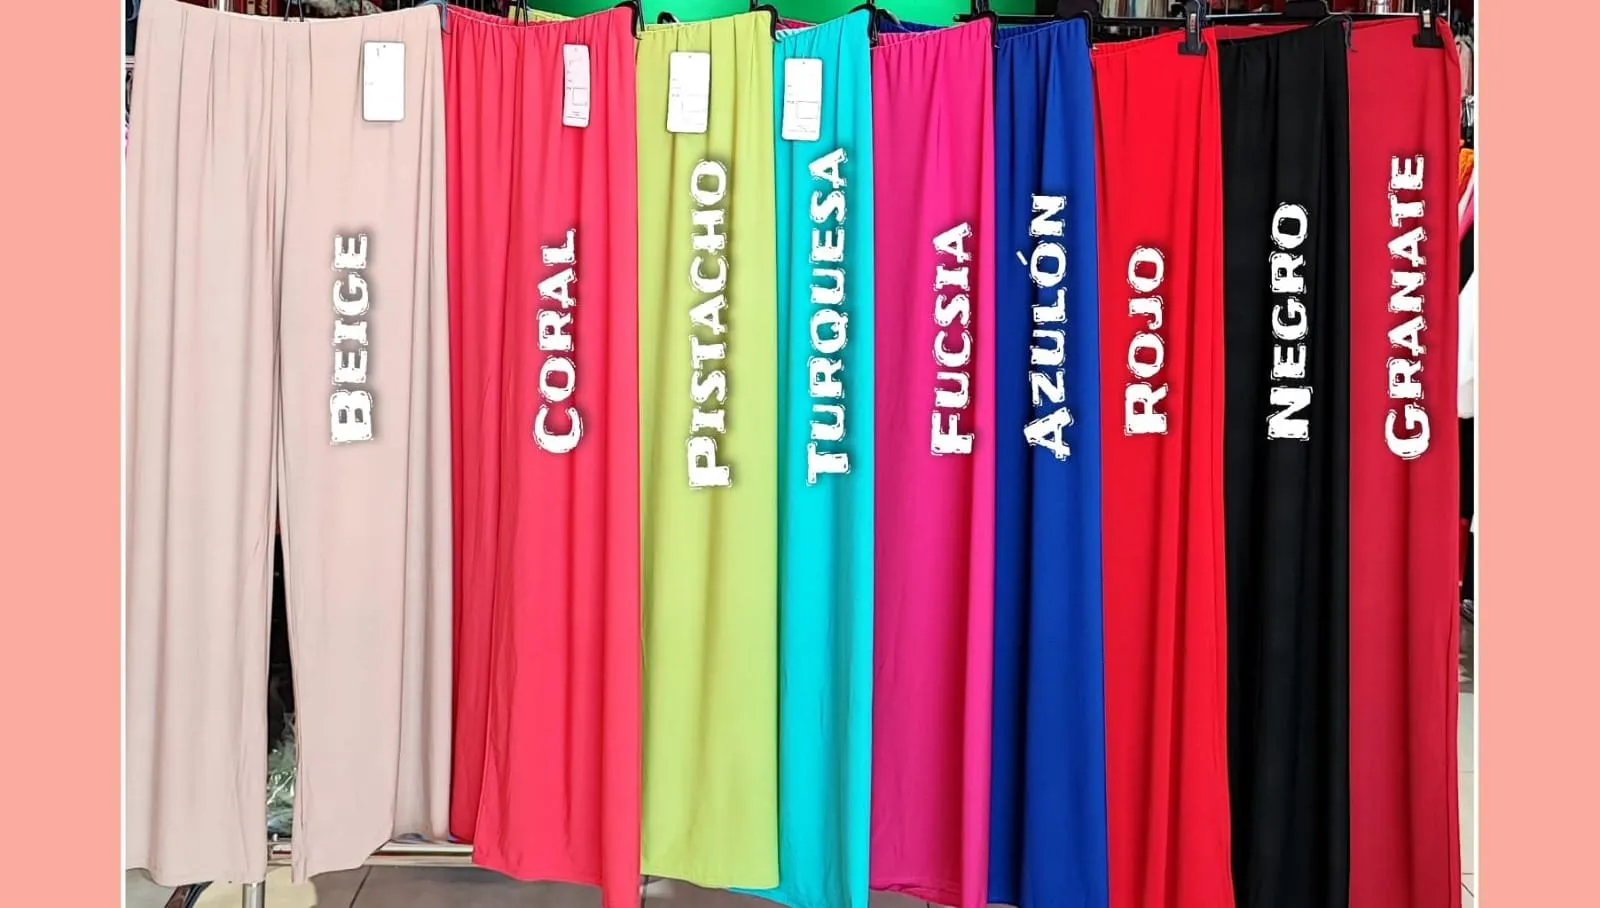 BEIGE
CORAL
PISTACHO
TURQUESA
FUCSIA
AZULÓN
ROJO
NEGRO
GRANATE